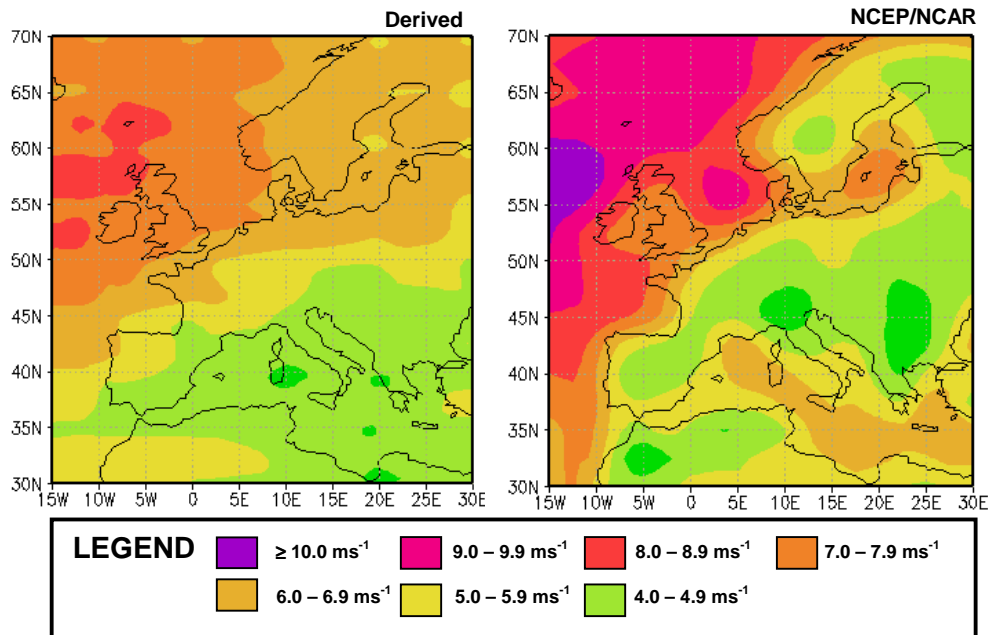 Derived
NCEP/NCAR
70N
65N
60N
55N
50N
45N
40N
35N
30N
15W 10W 5W 0 5E 10E 15E 20E 25E 30E
70N
65N
60N
55N
50N
45N
40N
35N
30N
15W 10W 5W 0 5E 10E 15E 20E 25E 30E
LEGEND
≥ 10.0 ms⁻¹
9.0 – 9.9 ms⁻¹
8.0 – 8.9 ms⁻¹
7.0 – 7.9 ms⁻¹
6.0 – 6.9 ms⁻¹
5.0 – 5.9 ms⁻¹
4.0 – 4.9 ms⁻¹